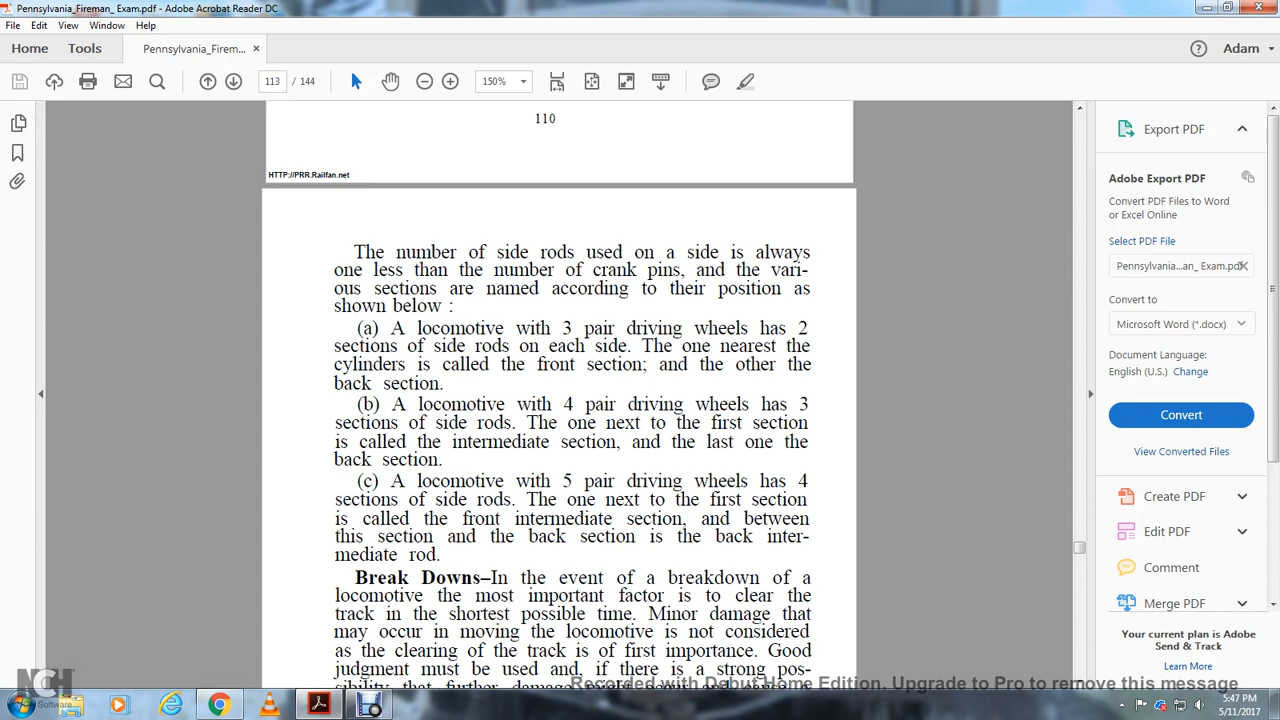 Pennsylvania_Fireman_ Exam.pdf - Adobe Acrobat Reader DC
File Edit View Window Help
Home Tools Pennsylvania_Firem... ×
Adam
113 / 144 150%
110
HTTP://PRR.Railfan.net
The number of side rods used on a side is always
one less than the number of crank pins, and the vari-
ous sections are named according to their position as
shown below :
(a) A locomotive with 3 pair driving wheels has 2
sections of side rods on each side. The one nearest the
cylinders is called the front section; and the other the
back section.
(b) A locomotive with 4 pair driving wheels has 3
sections of side rods. The one next to the first section
is called the intermediate section, and the last one the
back section.
(c) A locomotive with 5 pair driving wheels has 4
sections of side rods. The one next to the first section
is called the front intermediate section, and between
this section and the back section is the back inter-
mediate rod.
Break Downs–In the event of a breakdown of a
locomotive the most important factor is to clear the
track in the shortest possible time. Minor damage that
may occur in moving the locomotive is not considered
as the clearing of the track is of first importance. Good
judgment must be used and, if there is a strong pos-
Export PDF
Adobe Export PDF
Convert PDF Files to Word
or Excel Online
Select PDF File
Pennsylvania...an_ Exam.pdf
Convert to
Microsoft Word (*.docx)
Document Language:
English (U.S.) Change
Convert
View Converted Files
Create PDF
Edit PDF
Comment
Merge PDF
Your current plan is Adobe
Send & Track
Learn More
Recorded with Debut Home Edition. Upgrade to Pro to remove this message
NCH
Software
5:47 PM
5/11/2017